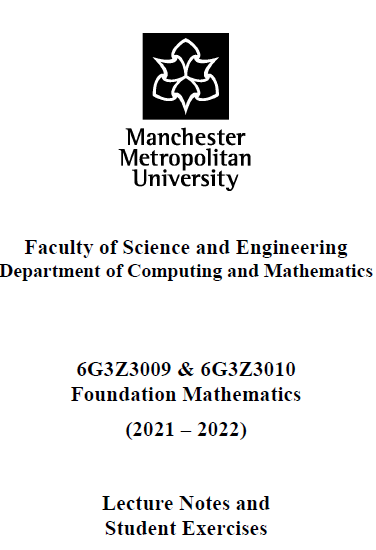 Manchester
Metropolitan
University
Faculty of Science and Engineering
Department of Computing and Mathematics
6G3Z3009 & 6G3Z3010
Foundation Mathematics
(2021 – 2022)
Lecture Notes and
Student Exercises